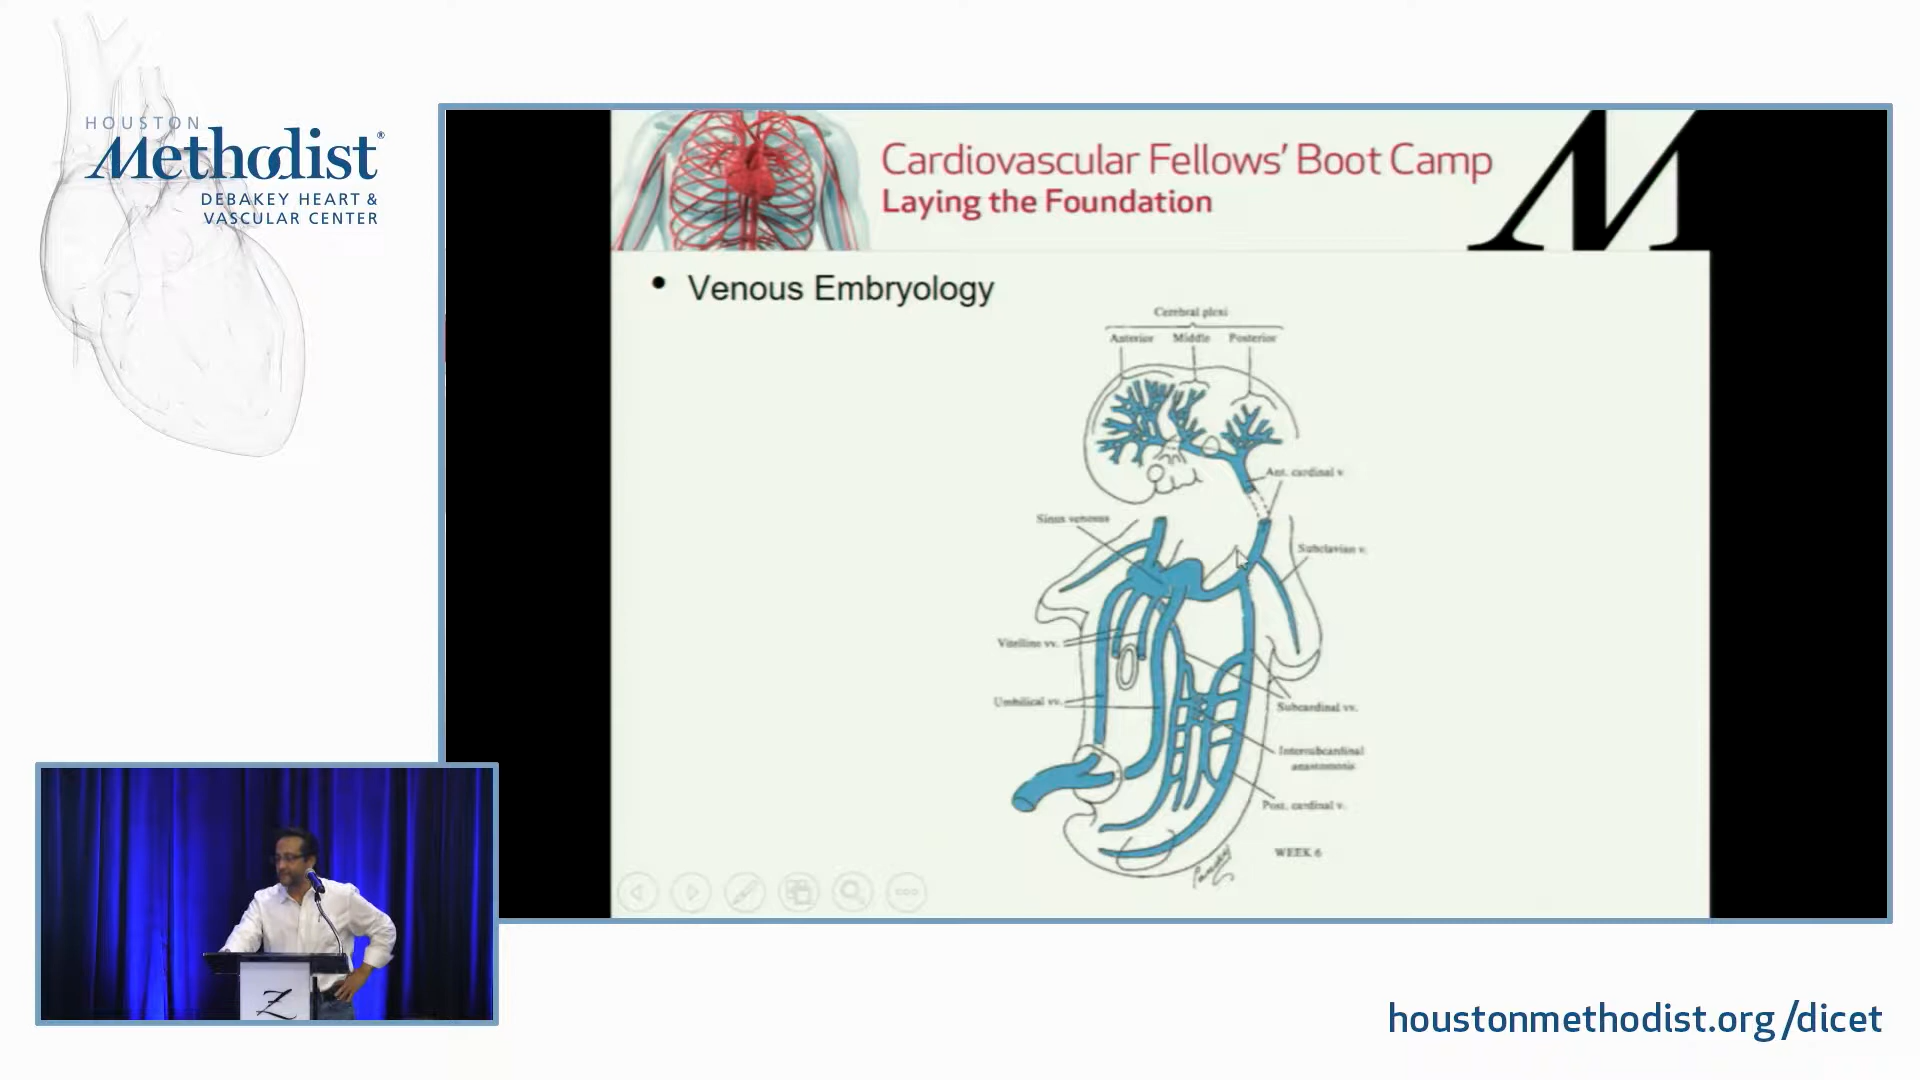 HOUSTON
Methodist®
DEBAKEY HEART &
VASCULAR CENTER
Cardiovascular Fellows' Boot Camp
Laying the Foundation
M
• Venous Embryology
Cerebral plexi
Anterior Middle Posterior
Ant. cardinal v.
Sinus venosus
Subclavian v.
Vitelline vv.
Umbilical vv.
Subcardinal vv.
Intersubcardinal
anastomosis
Post. cardinal v.
WEEK 6
Z
houstonmethodist.org/dicet